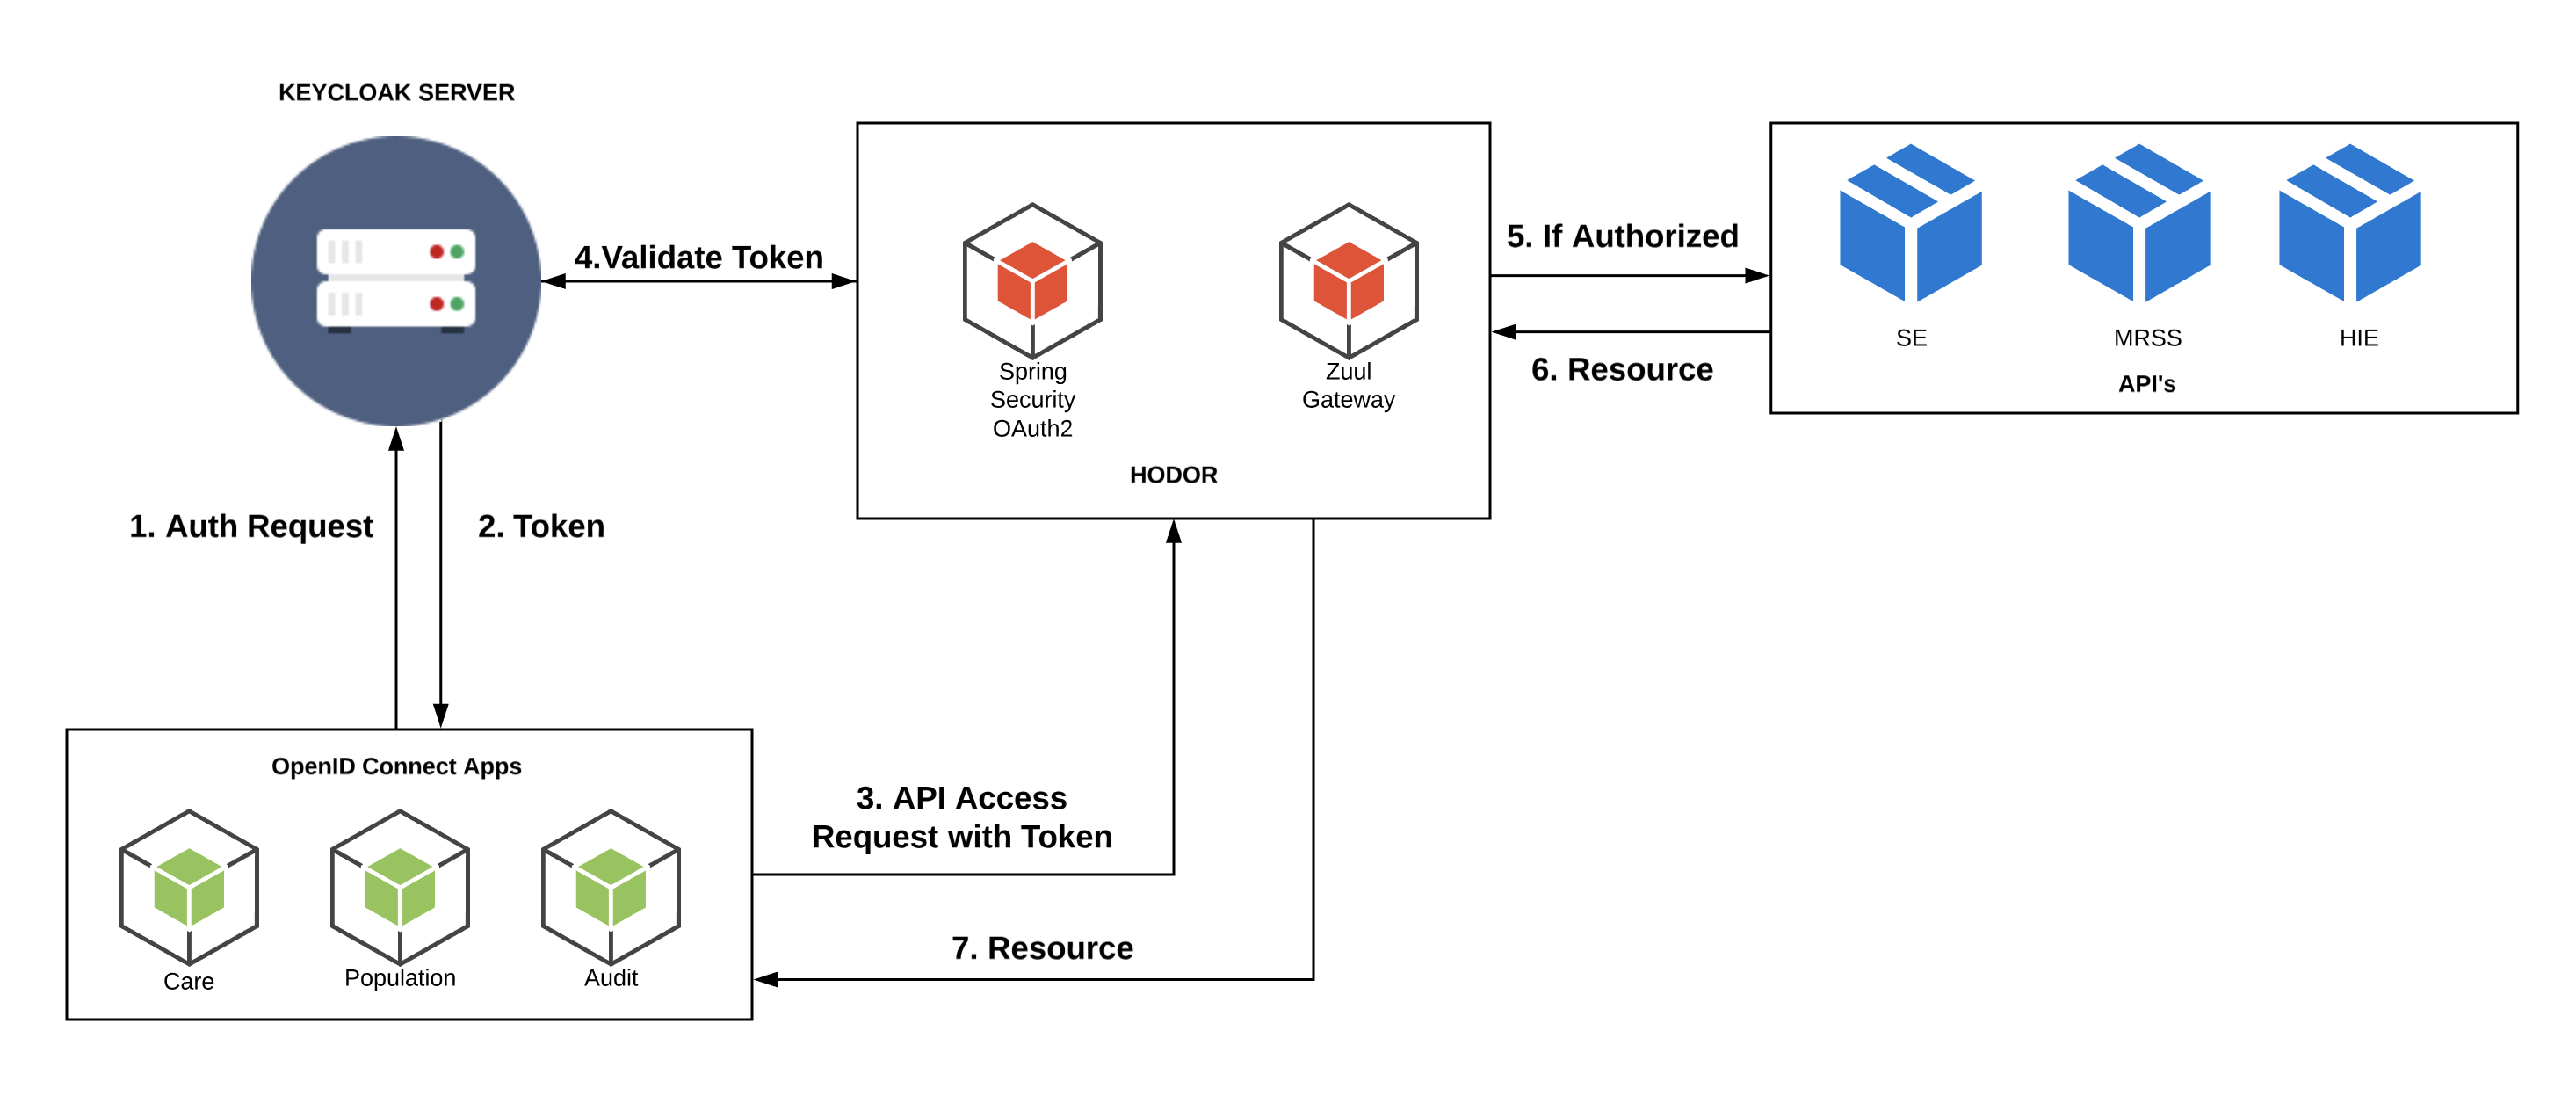 KEYCLOAK SERVER
4.Validate Token
Spring
Security
OAuth2
Zuul
Gateway
HODOR
5. If Authorized
6. Resource
SE
MRSS
HIE
API's
1. Auth Request
2. Token
OpenID Connect Apps
Care
Population
Audit
3. API Access
Request with Token
7. Resource